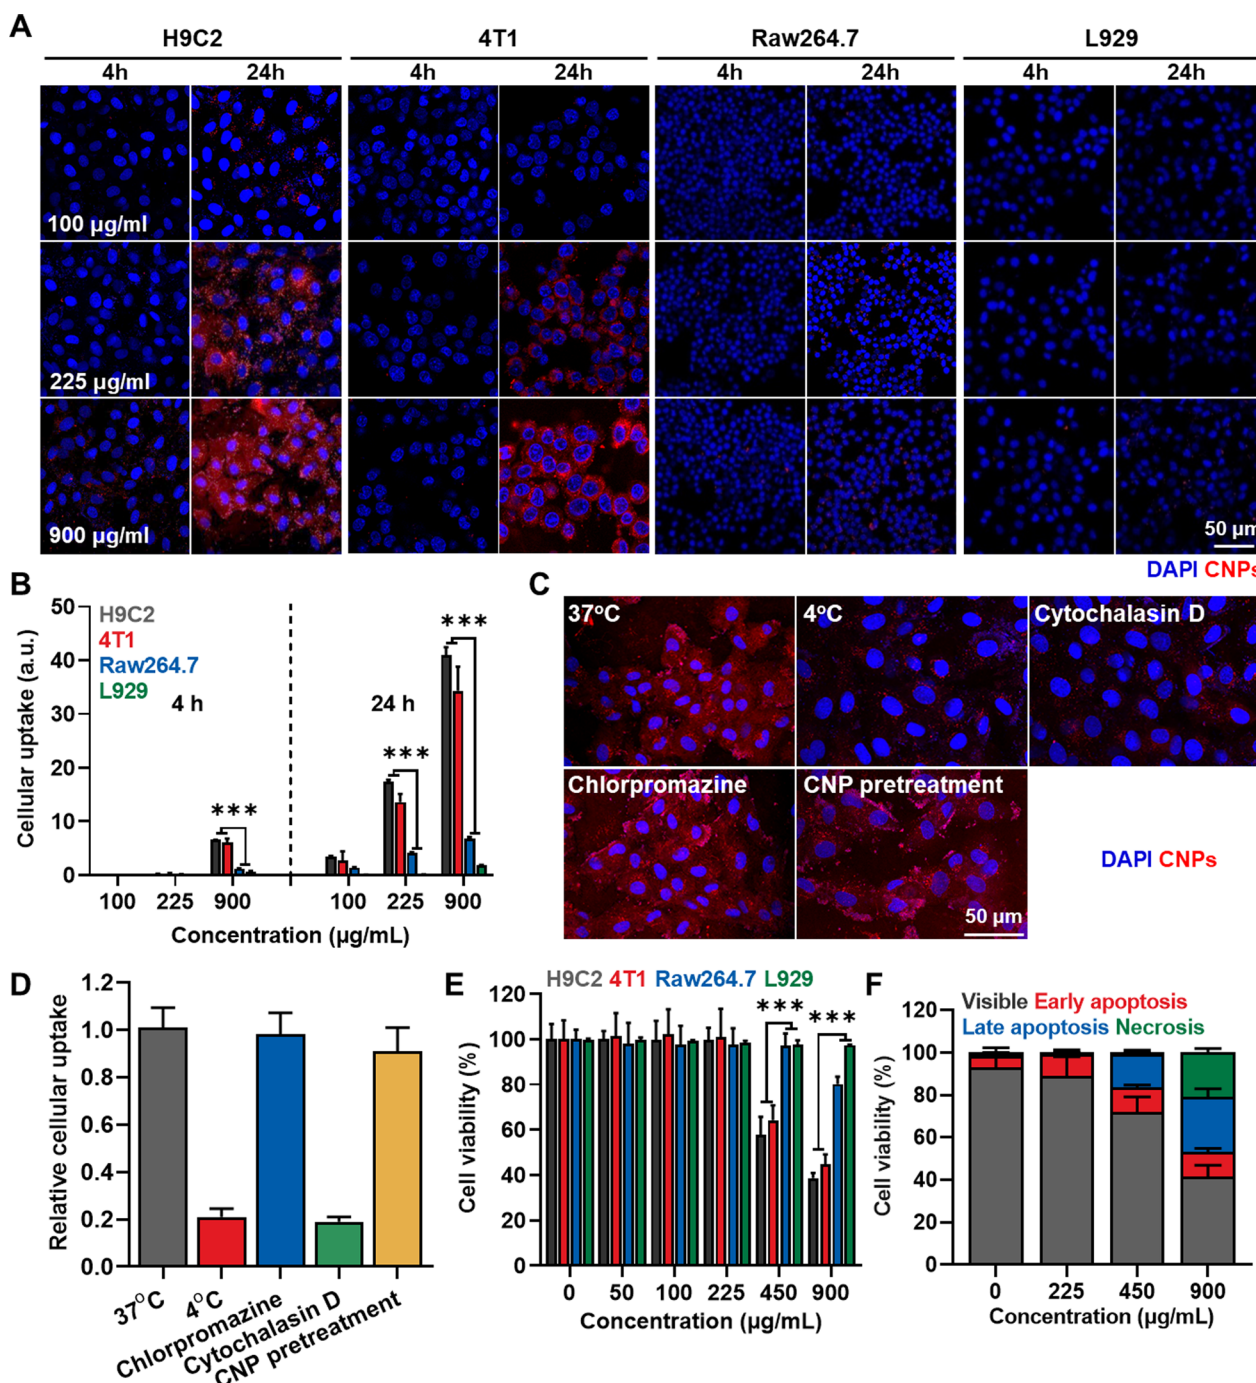 A
H9C2 4T1 Raw264.7 L929
4h 24h 4h 24h 4h 24h 4h 24h
100 µg/ml
225 µg/ml
900 µg/ml
50 µm
DAPI CNPs
B
Cellular uptake (a.u.)
50
40
30
20
10
0
H9C2
4T1
Raw264.7
L929
4 h
24 h
***
***
***
100 225 900 100 225 900
Concentration (µg/mL)
C
37°C 4°C Cytochalasin D
Chlorpromazine CNP pretreatment
50 µm
DAPI CNPs
D
Relative cellular uptake
1.2
1.0
0.8
0.6
0.4
0.2
0.0
37°C
4°C
Chlorpromazine
Cytochalasin D
CNP pretreatment
E
H9C2 4T1 Raw264.7 L929
Cell viability (%)
120
100
80
60
40
20
0
***
***
0 50 100 225 450 900
Concentration (µg/mL)
F
Visible Early apoptosis
Late apoptosis Necrosis
Cell viability (%)
120
100
80
60
40
20
0
0 225 450 900
Concentration (µg/mL)